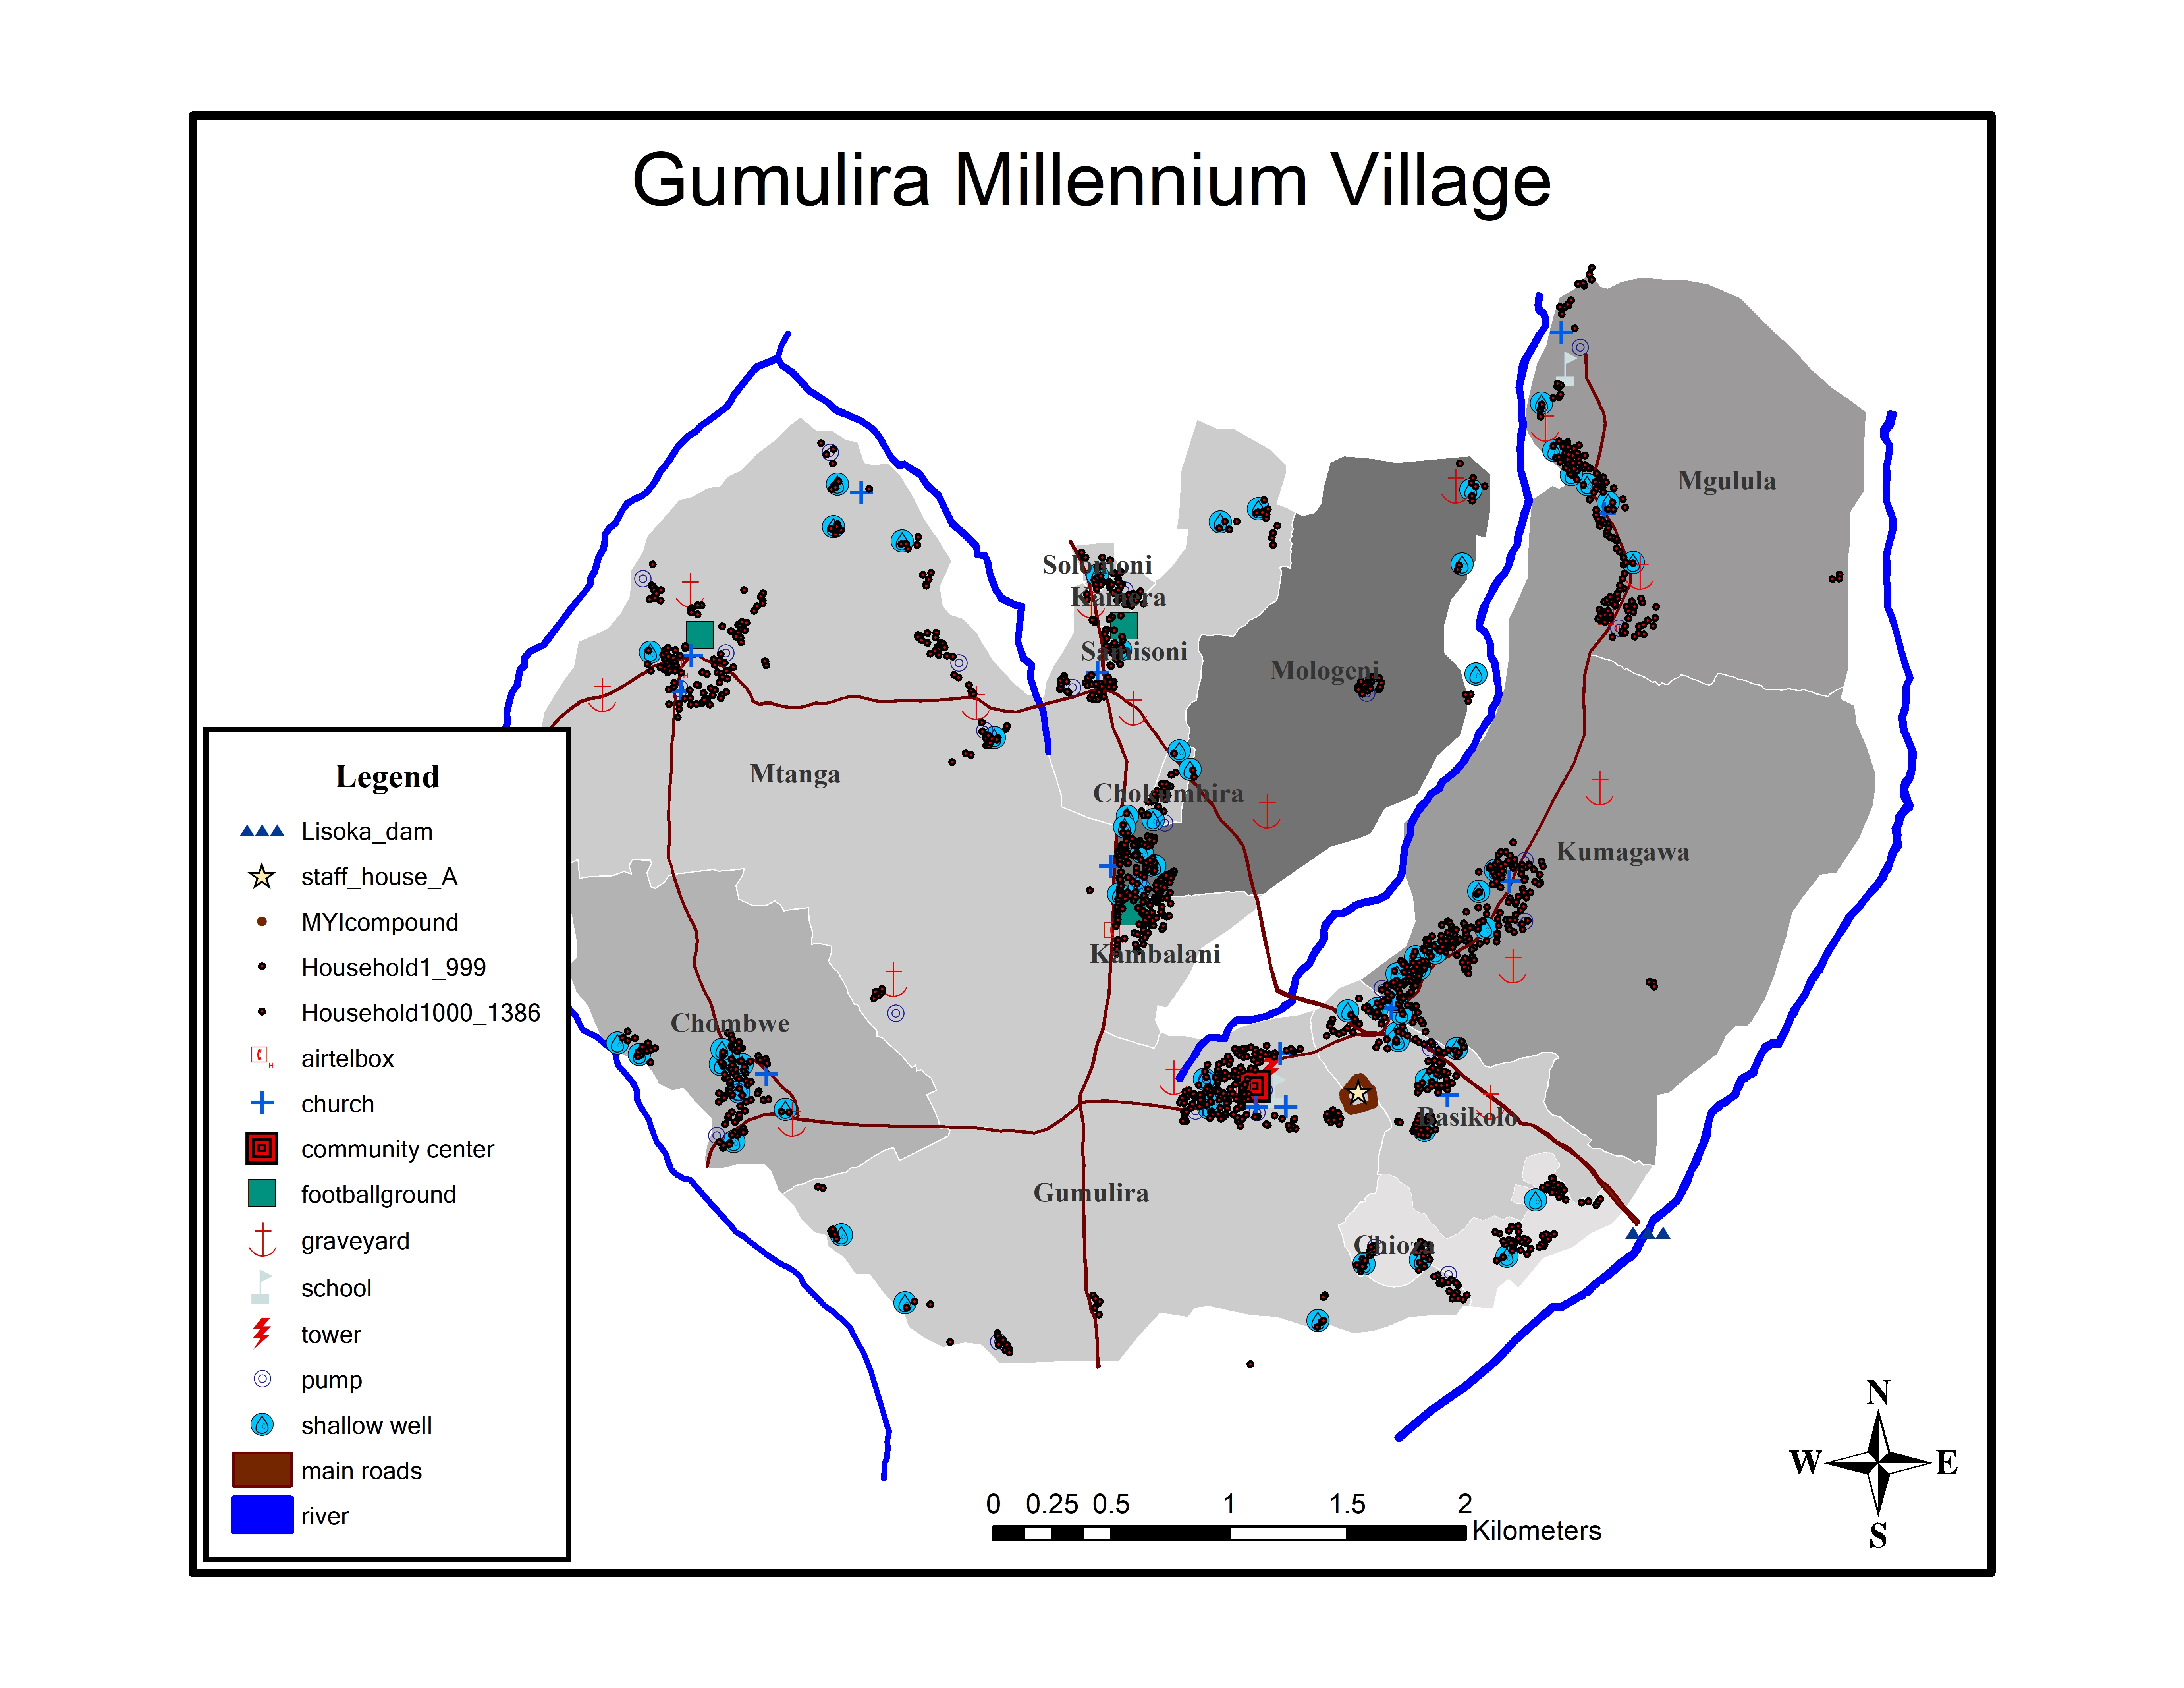 Gumulira Millennium Village
Mgulula
Solomoni
Kamera
Samisoni
Mologeni
Mtanga
Chokumbira
Kumagawa
Kambalani
Chombwe
Basikolo
Gumulira
Chioza
Legend
Lisoka_dam
staff_house_A
MYIcompound
Household1_999
Household1000_1386
airtelbox
church
community center
footballground
graveyard
school
tower
pump
shallow well
main roads
river
0 0.25 0.5 1 1.5 2
Kilometers
N
W E
S